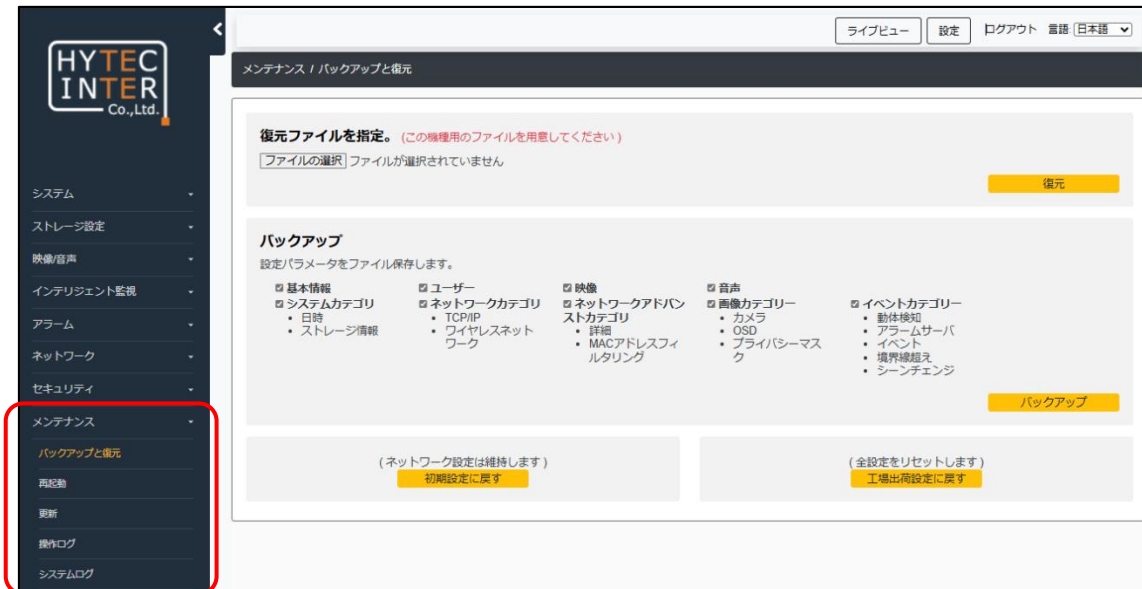 HYTEC
INTER
Co.,Ltd.
ライブビュー 設定 ログアウト 言語: 日本語
メンテナンス / バックアップと復元
システム
ストレージ設定
映像/音声
インテリジェント監視
アラーム
ネットワーク
セキュリティ
メンテナンス
バックアップと復元
再起動
更新
操作ログ
システムログ
復元ファイルを指定。 (この機種用のファイルを用意してください)
ファイルの選択 ファイルが選択されていません
復元
バックアップ
設定パラメータをファイル保存します。
基本情報
システムカテゴリ
• 日時
• ストレージ情報
ユーザー
ネットワークカテゴリ
• TCP/IP
• ワイヤレスネット
ワーク
映像
ネットワークアドバン
ストカテゴリ
• 詳細
• MACアドレスフィ
ルタリング
音声
画像カテゴリー
• カメラ
• OSD
• プライバシーマス
ク
イベントカテゴリー
• 動体検知
• アラームサーバ
• イベント
• 境界線超え
• シーンチェンジ
バックアップ
(ネットワーク設定は維持します)
初期設定に戻す
(全設定をリセットします)
工場出荷設定に戻す